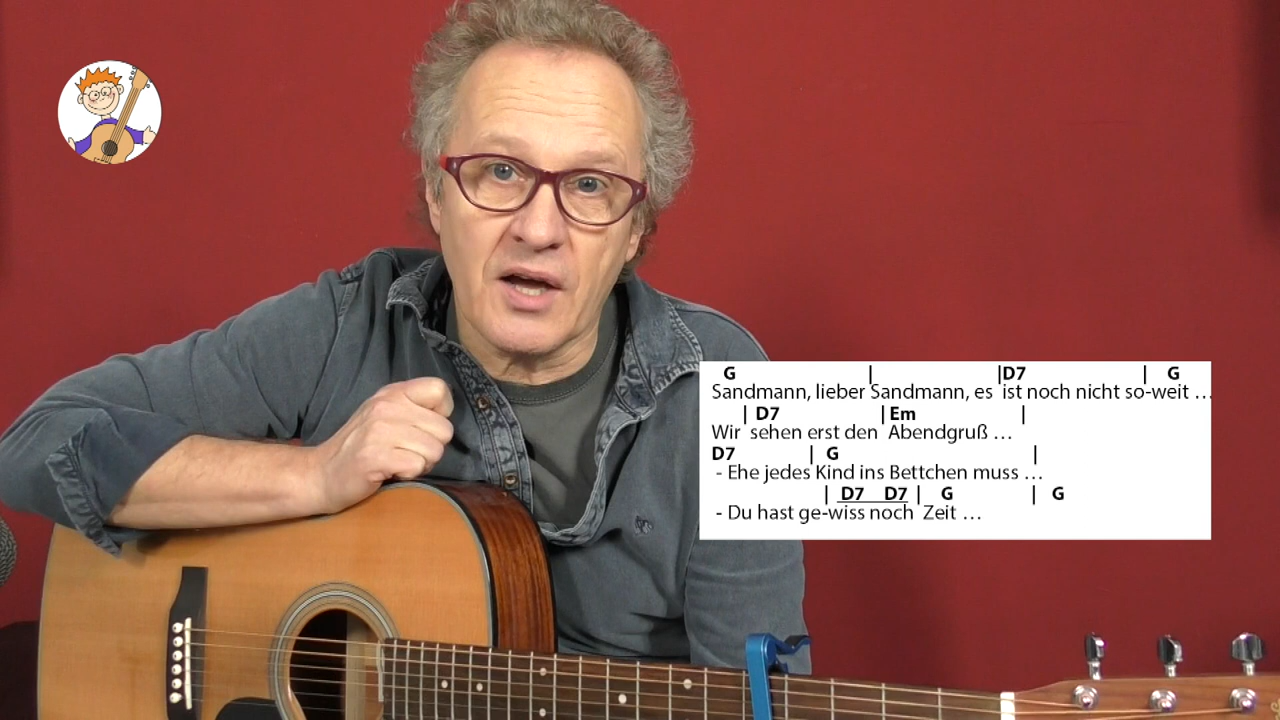 G | |D7 | G
Sandmann, lieber Sandmann, es ist noch nicht so-weit ...
| D7 | Em |
Wir sehen erst den Abendgruß ...
D7 | G |
- Ehe jedes Kind ins Bettchen muss ...
| D7 D7 | G | G
- Du hast ge-wiss noch Zeit ...